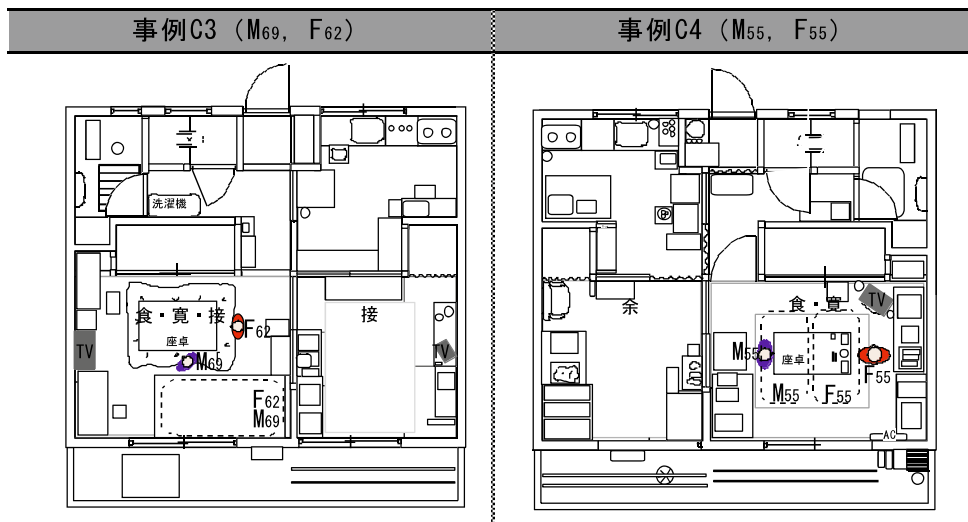 事例C3 (M69, F62)
洗濯機
食・寛・接
座卓
TV
F62
M69
F62
M69
接
TV
事例C4 (M55, F55)
余
食・寛
TV
座卓
M55
F55
M55
F55
AC